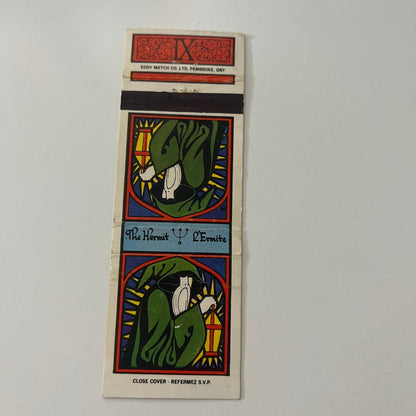 IX
EDDY MATCH CO. LTD. PEMBROKE, ONT.
The Hermit L'Ermite
CLOSE COVER - REFERMEZ S.V.P.